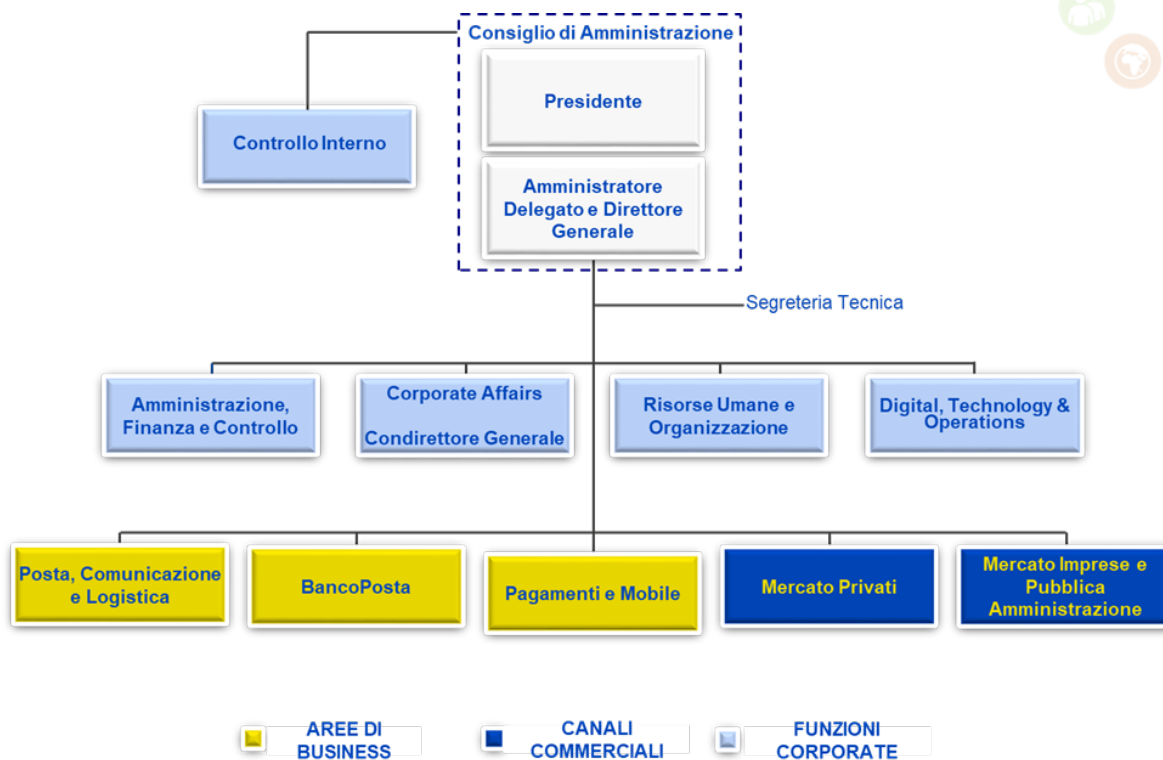 Consiglio di Amministrazione
Presidente
Controllo Interno
Amministratore
Delegato e Direttore
Generale
Segreteria Tecnica
Amministrazione,
Finanza e Controllo
Corporate Affairs
Condirettore Generale
Risorse Umane e
Organizzazione
Digital, Technology &
Operations
Posta, Comunicazione
e Logistica
BancoPosta
Pagamenti e Mobile
Mercato Privati
Mercato Imprese e
Pubblica
Amministrazione
AREE DI
BUSINESS
CANALI
COMMERCIALI
FUNZIONI
CORPORATE